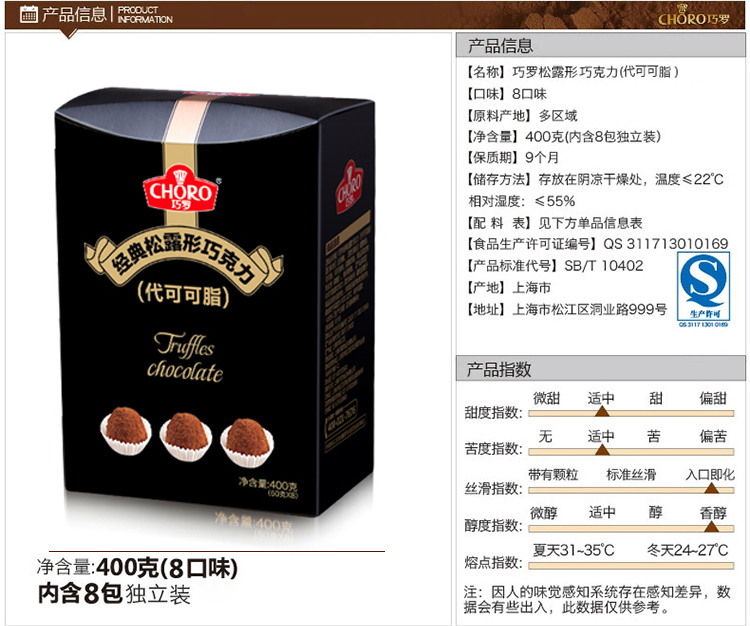 产品信息 PRODUCT INFORMATION
CHORO巧罗
CHORO
巧罗
经典松露形巧克力
(代可可脂)
Truffles
chocolate
净含量:400克
(50克X8)
CHORO
巧罗
净含量:400克(8口味)
内含8包独立装
产品信息
【名称】巧罗松露形巧克力(代可可脂)
【口味】8口味
【原料产地】多区域
【净含量】400克(内含8包独立装)
【保质期】9个月
【储存方法】存放在阴凉干燥处，温度≤22℃
相对湿度：≤55%
【配 料 表】见下方单品信息表
【食品生产许可证编号】QS 311713010169
【产品标准代号】SB/T 10402
【产地】上海市
【地址】上海市松江区洞业路999号
生产许可
QS 3117 1301 0169
产品指数
微甜 适中 甜 偏甜
甜度指数:
无 适中 苦 偏苦
苦度指数:
带有颗粒 标准丝滑 入口即化
丝滑指数:
微醇 适中 醇 香醇
醇度指数:
夏天31~35℃ 冬天24~27℃
熔点指数:
注：因人的味觉感知系统存在感知差异，数
据会有些出入，此数据仅供参考。